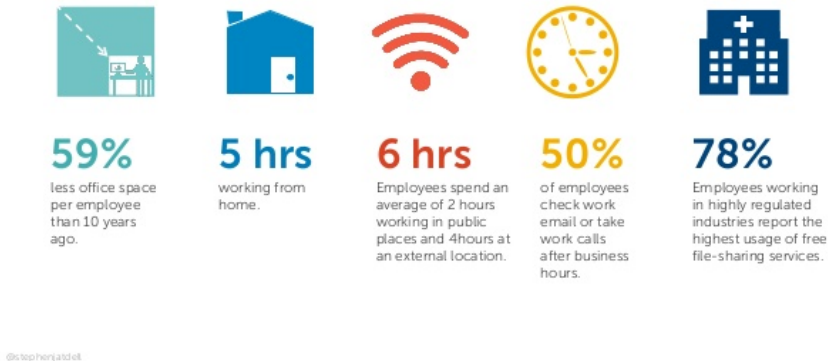 59%
less office space
per employee
than 10 years
ago.
5 hrs
working from
home.
6 hrs
Employees spend an
average of 2 hours
working in public
places and 4hours at
an external location.
50%
of employees
check work
email or take
work calls
after business
hours.
78%
Employees working
in highly regulated
industries report the
highest usage of free
file-sharing services.
@stephenjatdell